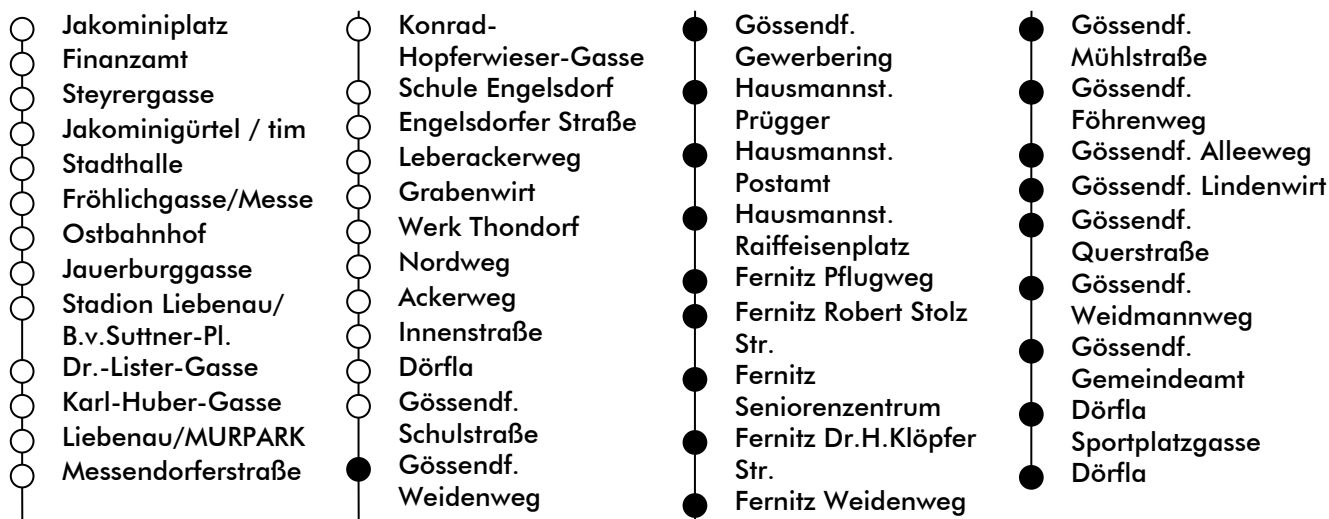 Jakominiplatz
Finanzamt
Steyrergasse
Jakominigürtel / tim
Stadthalle
Fröhlichgasse/Messe
Ostbahnhof
Jauerburggasse
Stadion Liebenau/
B.v.Suttner-Pl.
Dr.-Lister-Gasse
Karl-Huber-Gasse
Liebenau/MURPARK
Messendorferstraße
Konrad-
Hopferwieser-Gasse
Schule Engelsdorf
Engelsdorfer Straße
Leberackerweg
Grabenwirt
Werk Thondorf
Nordweg
Ackerweg
Innenstraße
Dörfla
Gössendf.
Schulstraße
Gössendf.
Weidenweg
Gössendf.
Gewerbering
Hausmannst.
Prügger
Hausmannst.
Postamt
Hausmannst.
Raiffeisenplatz
Fernitz Pflugweg
Fernitz Robert Stolz
Str.
Fernitz
Seniorenzentrum
Fernitz Dr.H.Klöpfer
Str.
Fernitz Weidenweg
Gössendf.
Mühlstraße
Gössendf.
Föhrenweg
Gössendf. Alleeweg
Gössendf. Lindenwirt
Gössendf.
Querstraße
Gössendf.
Weidmannweg
Gössendf.
Gemeindeamt
Dörfla
Sportplatzgasse
Dörfla